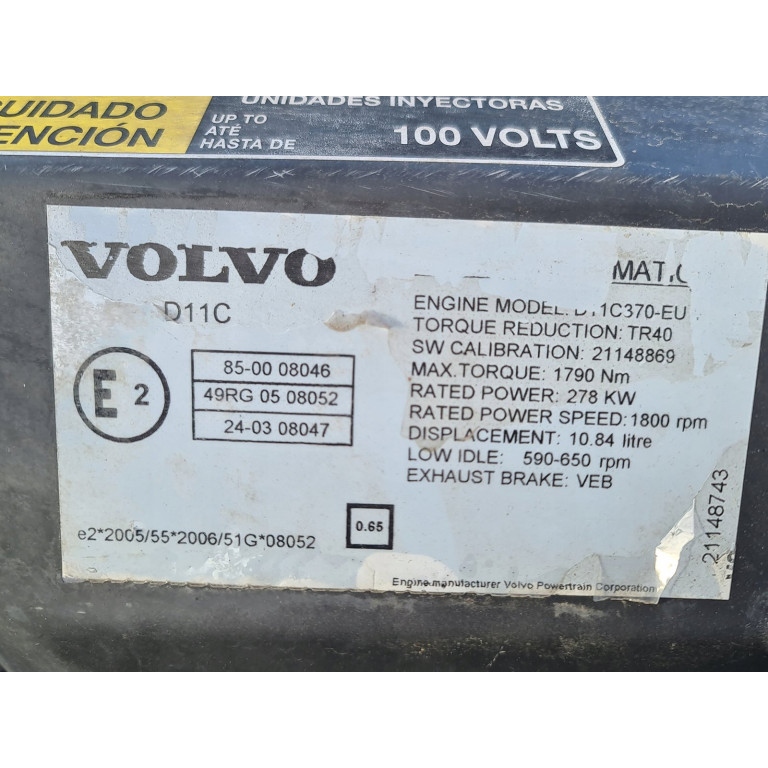 CUIDADO
ENCIÓN
UNIDADES INYECTORAS
UP TO
ATÉ
HASTA DE
100 VOLTS
VOLVO
D11C
E 2
85-00 08046
49RG 05 08052
24-03 08047
e2*2005/55*2006/51G*08052
0.65
ENGINE MODEL: D11C370-EU
TORQUE REDUCTION: TR40
SW CALIBRATION: 21148869
MAX.TORQUE: 1790 Nm
RATED POWER: 278 KW
RATED POWER SPEED: 1800 rpm
DISPLACEMENT: 10.84 litre
LOW IDLE: 590-650 rpm
EXHAUST BRAKE: VEB
21148743
Engine manufacturer Volvo Powertrain Corporation